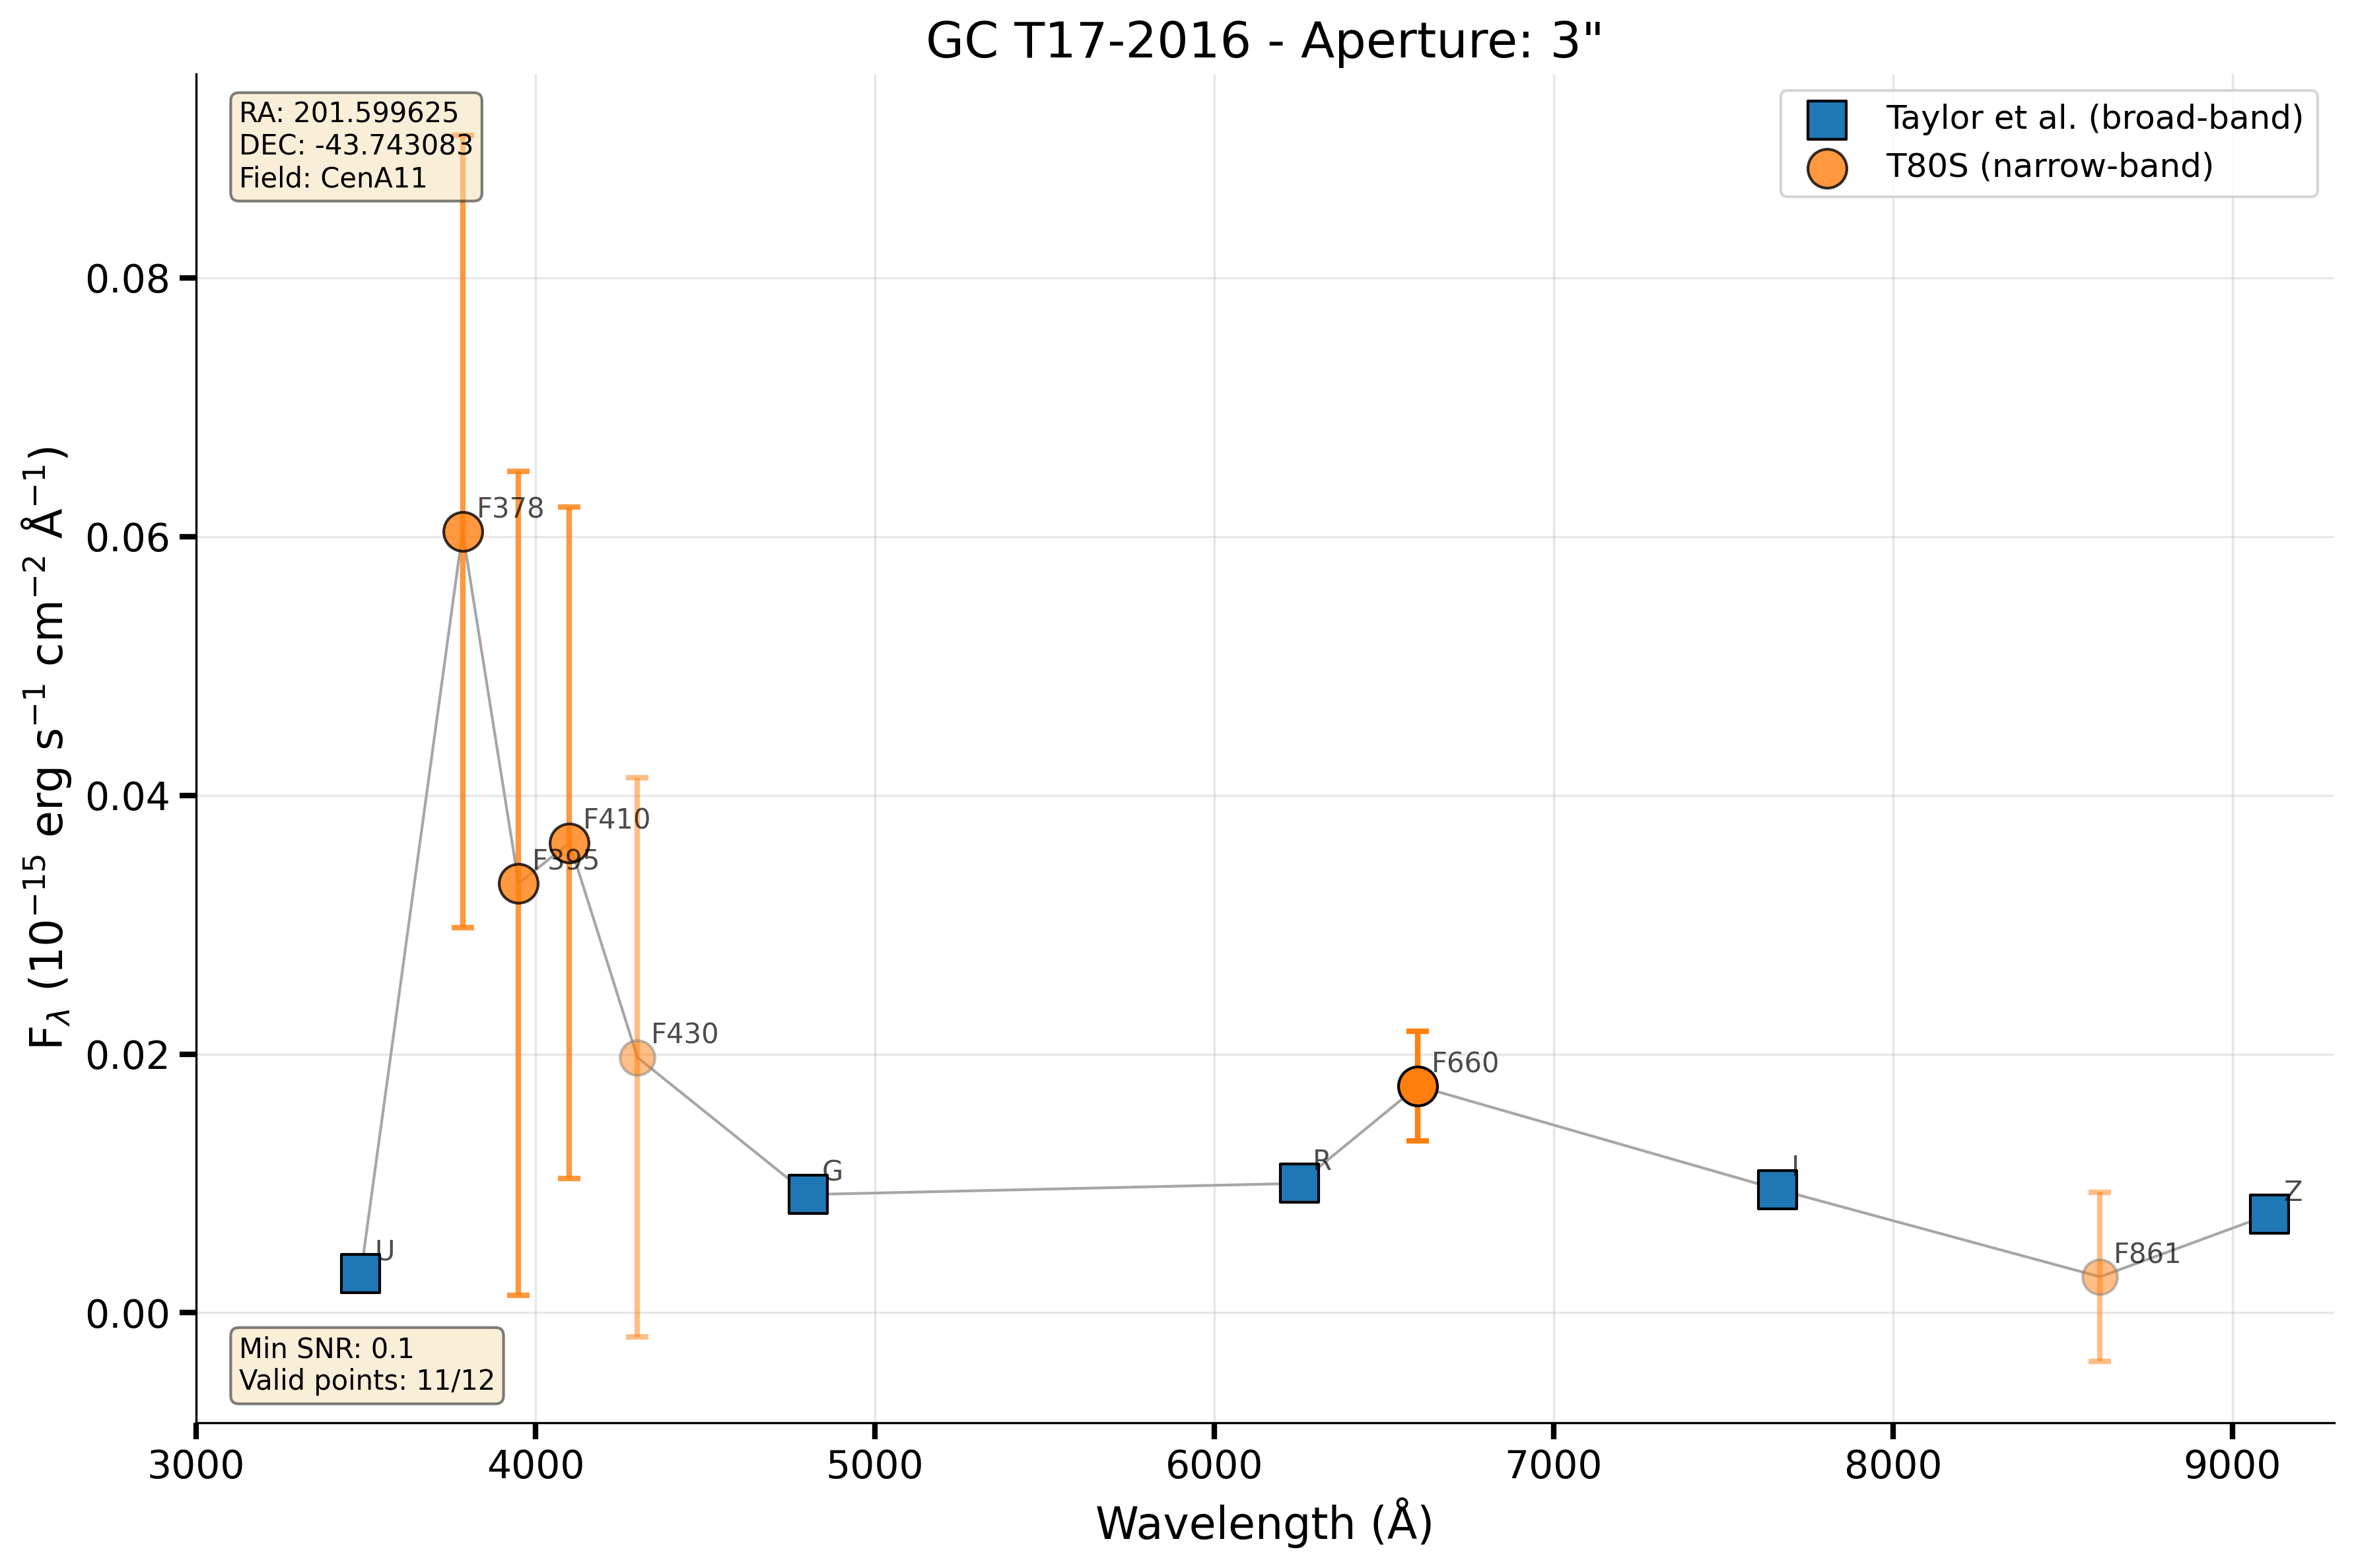 GC T17-2016 - Aperture: 3"
RA: 201.599625
DEC: -43.743083
Field: CenA11
Taylor et al. (broad-band)
T80S (narrow-band)
F378
F395
F410
F430
F660
F861
U
G
R
I
Z
0.08
0.06
0.04
0.02
0.00
Fλ (10⁻¹⁵ erg s⁻¹ cm⁻² Å⁻¹)
Min SNR: 0.1
Valid points: 11/12
3000 4000 5000 6000 7000 8000 9000
Wavelength (Å)